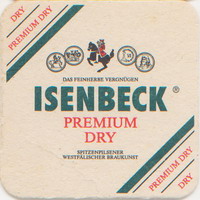 DRY
PREMIUM DRY
DAS FEINHERBE VERGNÜGEN
ISENBECK ®
PREMIUM
DRY
SPITZENPILSENER
WESTFÄLISCHER BRAUKUNST
PREMIUM DRY
DRY